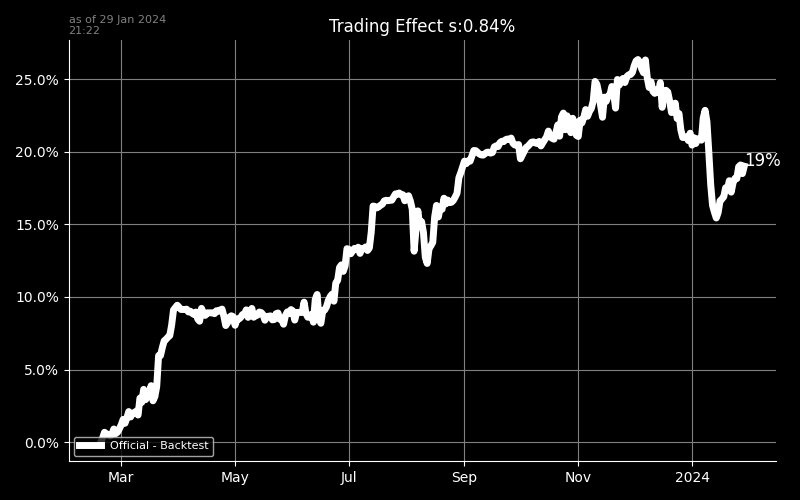 as of 29 Jan 2024
21:22
Trading Effect s:0.84%
25.0%
20.0%
19%
15.0%
10.0%
5.0%
0.0%
Official - Backtest
Mar May Jul Sep Nov 2024